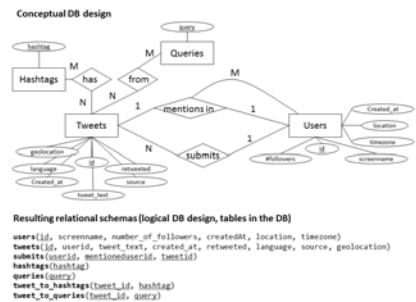 Conceptual DB design
query
hashtag
M
Queries
M
Hashtags
has
from
M
N
N
1
mentions in
1
Created_at
Tweets
Users
location
geolocation
N
submits
1
timezone
language
id
retweeted
#followers
id
screenname
Created_at
source
tweet_text
Resulting relational schemas (logical DB design, tables in the DB)
users(id, screenname, number_of_followers, createdAt, location, timezone)
tweets(id, userid, tweet_text, created_at, retweeted, language, source, geolocation)
submits(userid, mentioneduserid, tweetid)
hashtags(hashtag)
queries(query)
tweet_to_hashtags(tweet_id, hashtag)
tweet_to_queries(tweet_id, query)